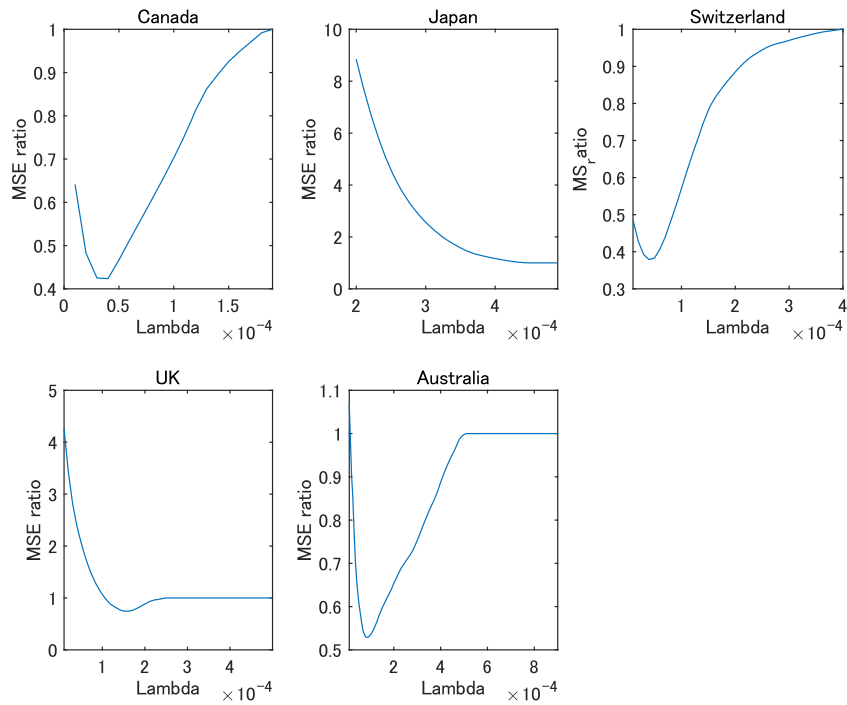 Canada
1
0.9
0.8
0.7
0.6
0.5
0.4
MSE ratio
0 0.5 1 1.5
Lambda ×10⁻⁴
Japan
10
8
6
4
2
0
MSE ratio
2 3 4
Lambda ×10⁻⁴
Switzerland
1
0.9
0.8
0.7
0.6
0.5
0.4
0.3
MSᵣatio
1 2 3 4
Lambda ×10⁻⁴
UK
5
4
3
2
1
0
MSE ratio
1 2 3 4
Lambda ×10⁻⁴
Australia
1.1
1
0.9
0.8
0.7
0.6
0.5
MSE ratio
2 4 6 8
Lambda ×10⁻⁴